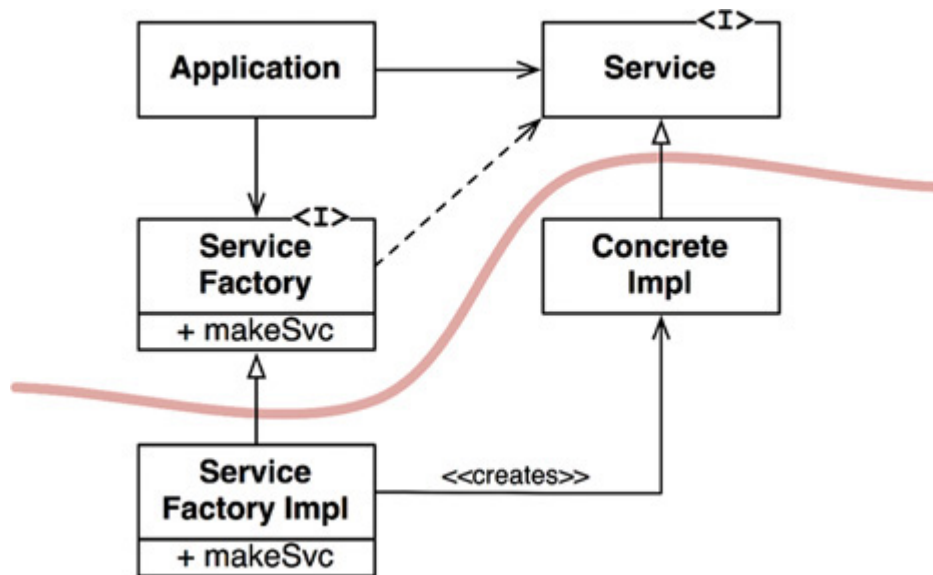 <I>
Application
Service
<I>
Service
Factory
+ makeSvc
Concrete
Impl
Service
Factory Impl
+ makeSvc
<<creates>>